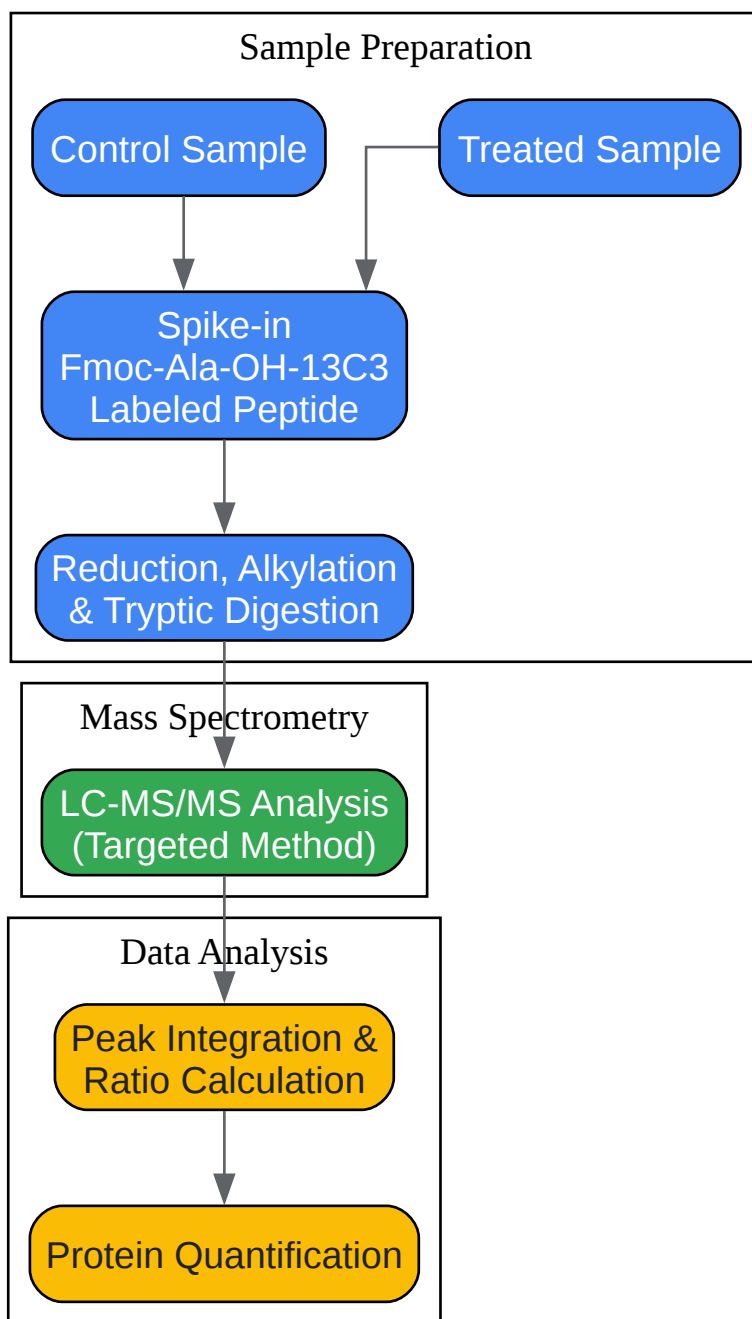 Sample Preparation
Control Sample
Treated Sample
Spike-in
Fmoc-Ala-OH-13C3
Labeled Peptide
Reduction, Alkylation
& Tryptic Digestion
Mass Spectrometry
LC-MS/MS Analysis
(Targeted Method)
Data Analysis
Peak Integration &
Ratio Calculation
Protein Quantification